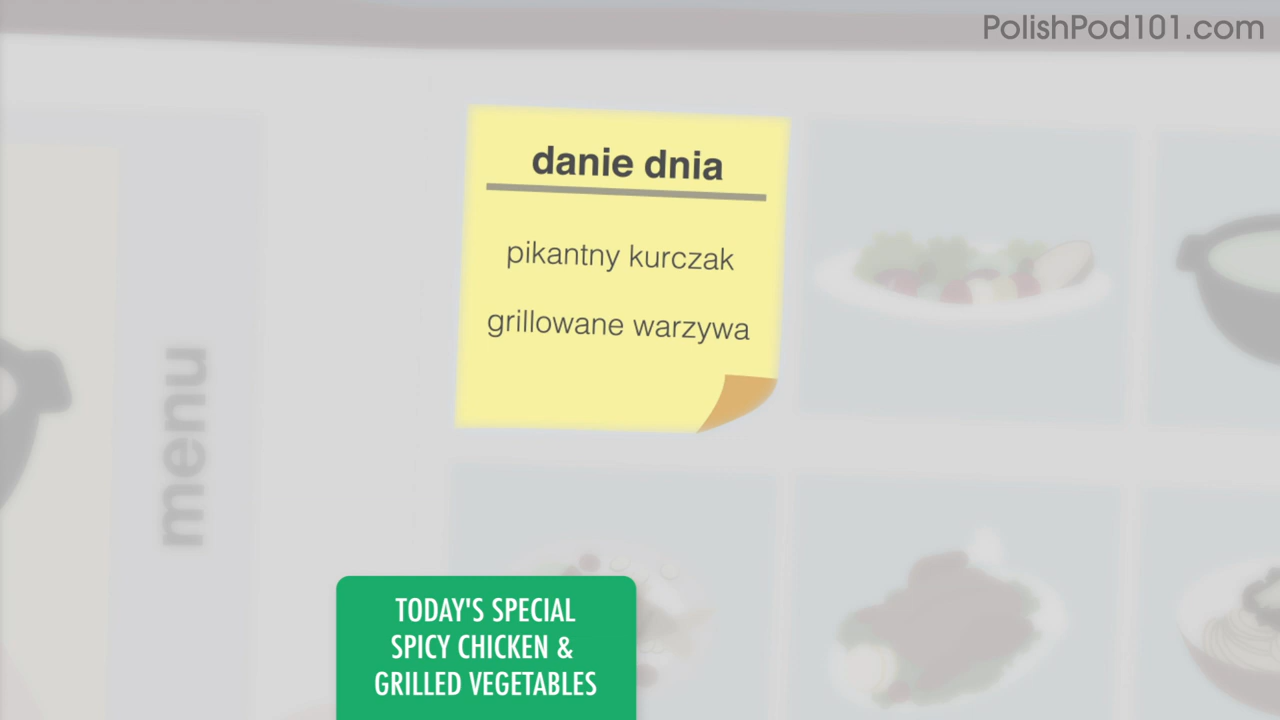 PolishPod101.com
danie dnia
pikantny kurczak
grillowane warzywa
menu
TODAY'S SPECIAL
SPICY CHICKEN &
GRILLED VEGETABLES